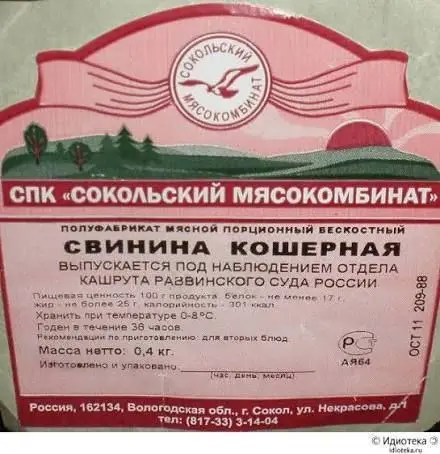 СОКОЛЬСКИЙ
МЯСОКОМБИНАТ
СПК «СОКОЛЬСКИЙ МЯСОКОМБИНАТ»
ПОЛУФАБРИКАТ МЯСНОЙ ПОРЦИОННЫЙ БЕСКОСТНЫЙ
СВИНИНА КОШЕРНАЯ
ВЫПУСКАЕТСЯ ПОД НАБЛЮДЕНИЕМ ОТДЕЛА
КАШРУТА РАВВИНСКОГО СУДА РОССИИ
Пищевая ценность 100 г продукта: белок - не менее 17 г.
жир - не более 25 г. калорийность - 301 ккал.
Хранить при температуре 0-8°С.
Годен в течение 36 часов.
Рекомендации по приготовлению: для вторых блюд.
Масса нетто: 0,4 кг.
Изготовлено и упаковано
(час, день, месяц)
РС
АЯ64
ОСТ 11 209-88
Россия, 162134, Вологодская обл., г. Сокол, ул. Некрасова, д.1
тел.: (817-33) 3-14-04
© Идиотека
idioteka.ru